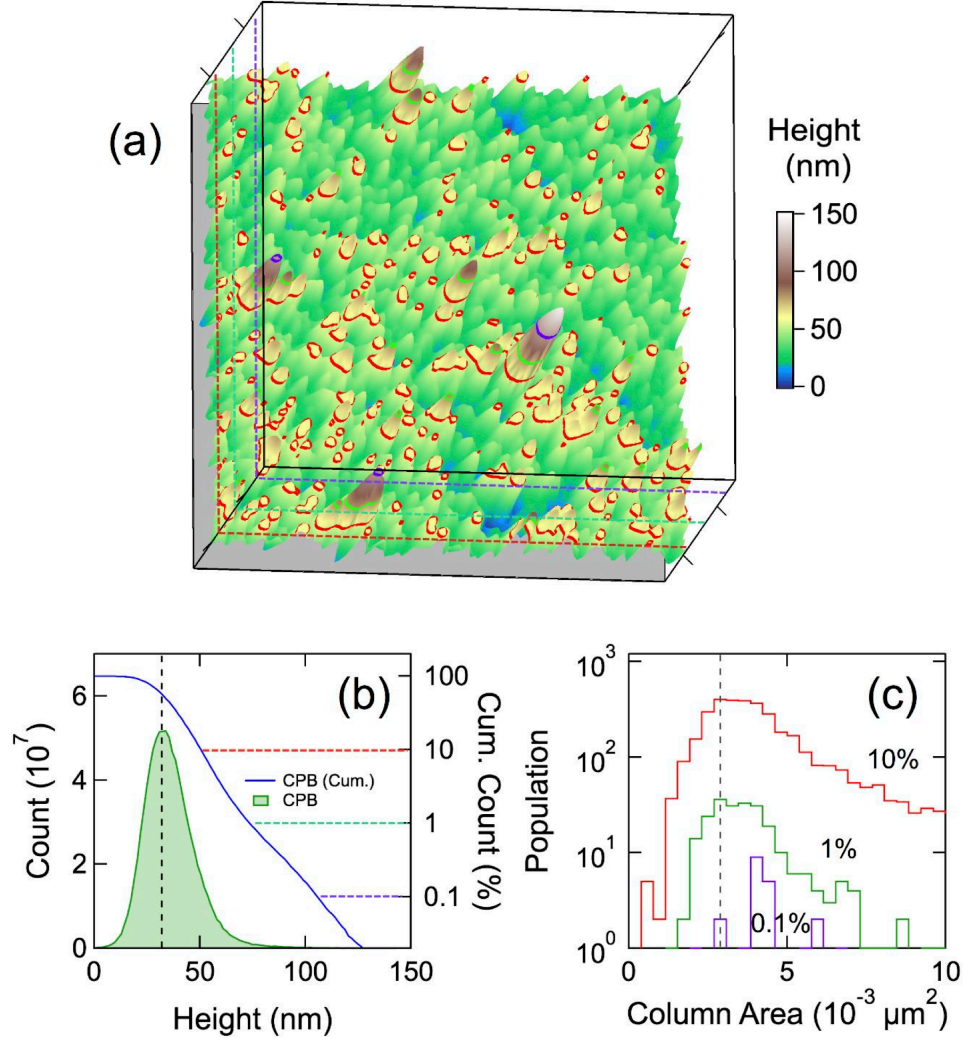 (a)
Height
(nm)
150
100
50
0
(b)
6
4
2
0
Count (10^7)
100
10
1
0.1
Cum. Count (%)
CPB (Cum.)
CPB
0 50 100 150
Height (nm)
(c)
10^3
10^2
10^1
10^0
Population
10%
1%
0.1%
0 5 10
Column Area (10^-3 μm^2)